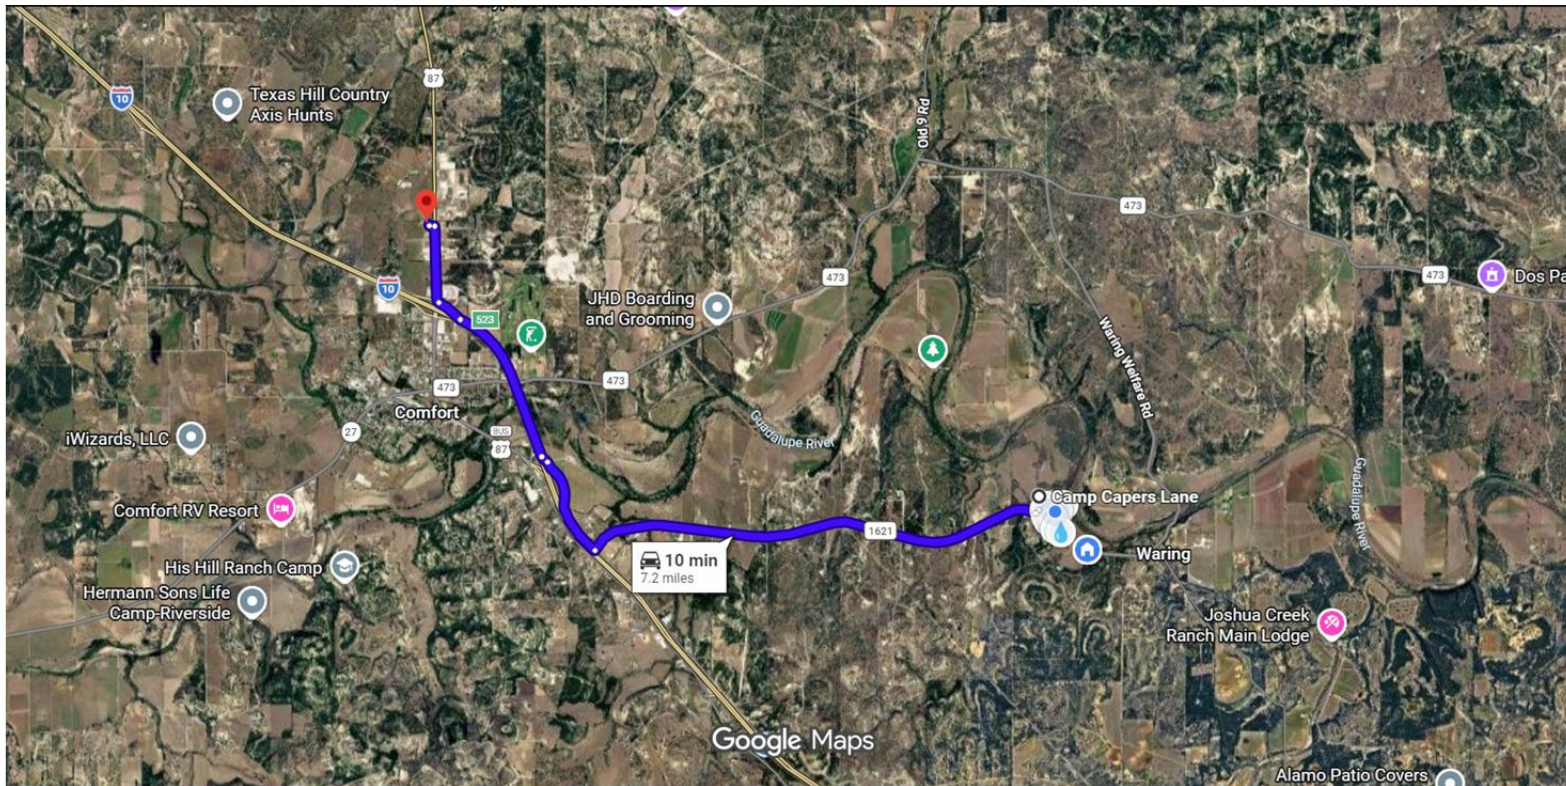 87
10
Texas Hill Country
Axis Hunts
Old 9 Rd
473
473
473
Dos Pa
10
JHD Boarding
and Grooming
523
Waring Welfare Rd
473
473
Comfort
27
BUS
87
iWizards, LLC
Guadalupe River
Guadalupe River
Comfort RV Resort
Camp Capers Lane
1621
10 min
7.2 miles
Waring
His Hill Ranch Camp
Hermann Sons Life
Camp-Riverside
Joshua Creek
Ranch Main Lodge
Google Maps
Alamo Patio Covers